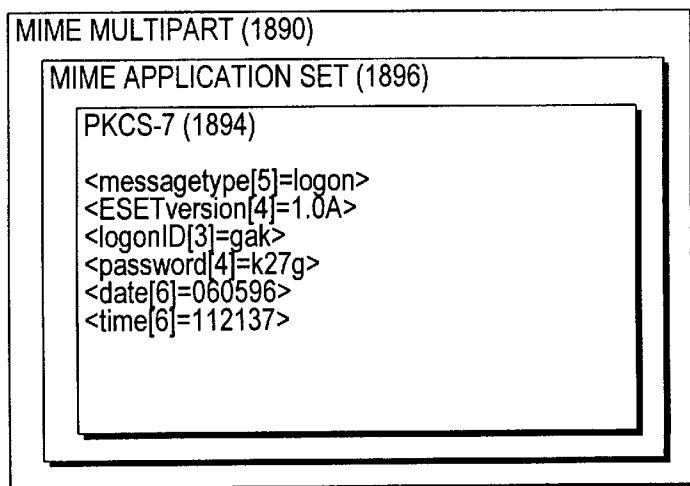 MIME MULTIPART (1890)
MIME APPLICATION SET (1896)
PKCS-7 (1894)
<messagetype[5]=logon>
<ESETversion[4]=1.0A>
<logonID[3]=gak>
<password[4]=k27g>
<date[6]=060596>
<time[6]=112137>